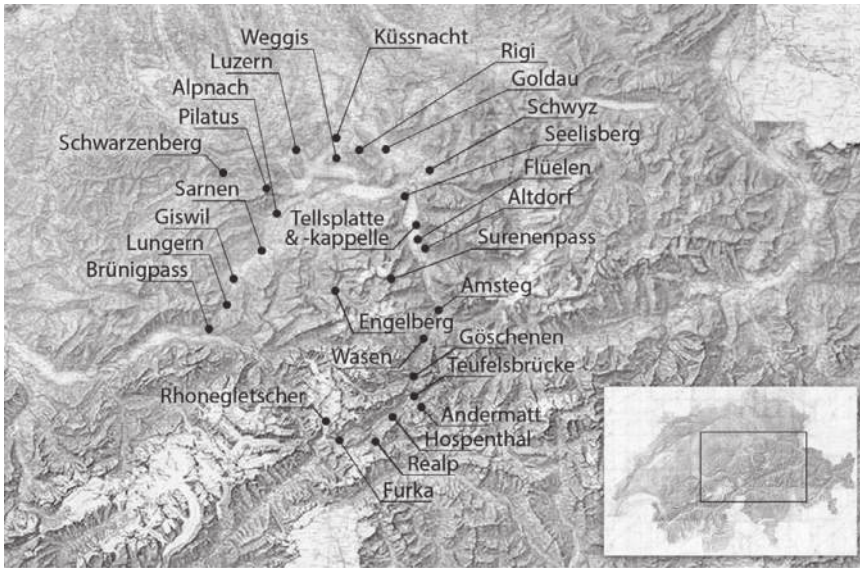 Weggis
Küssnacht
Luzern
Rigi
Alpnach
Goldau
Pilatus
Schwyz
Schwarzenberg
Seelisberg
Sarnen
Flüelen
Giswil
Tellsplatte
& -kappelle
Altdorf
Lungern
Surenenpass
Brünigpass
Amsteg
Engelberg
Göschenen
Wasen
Teufelsbrücke
Rhonegletscher
Andermatt
Hospenthal
Realp
Furka